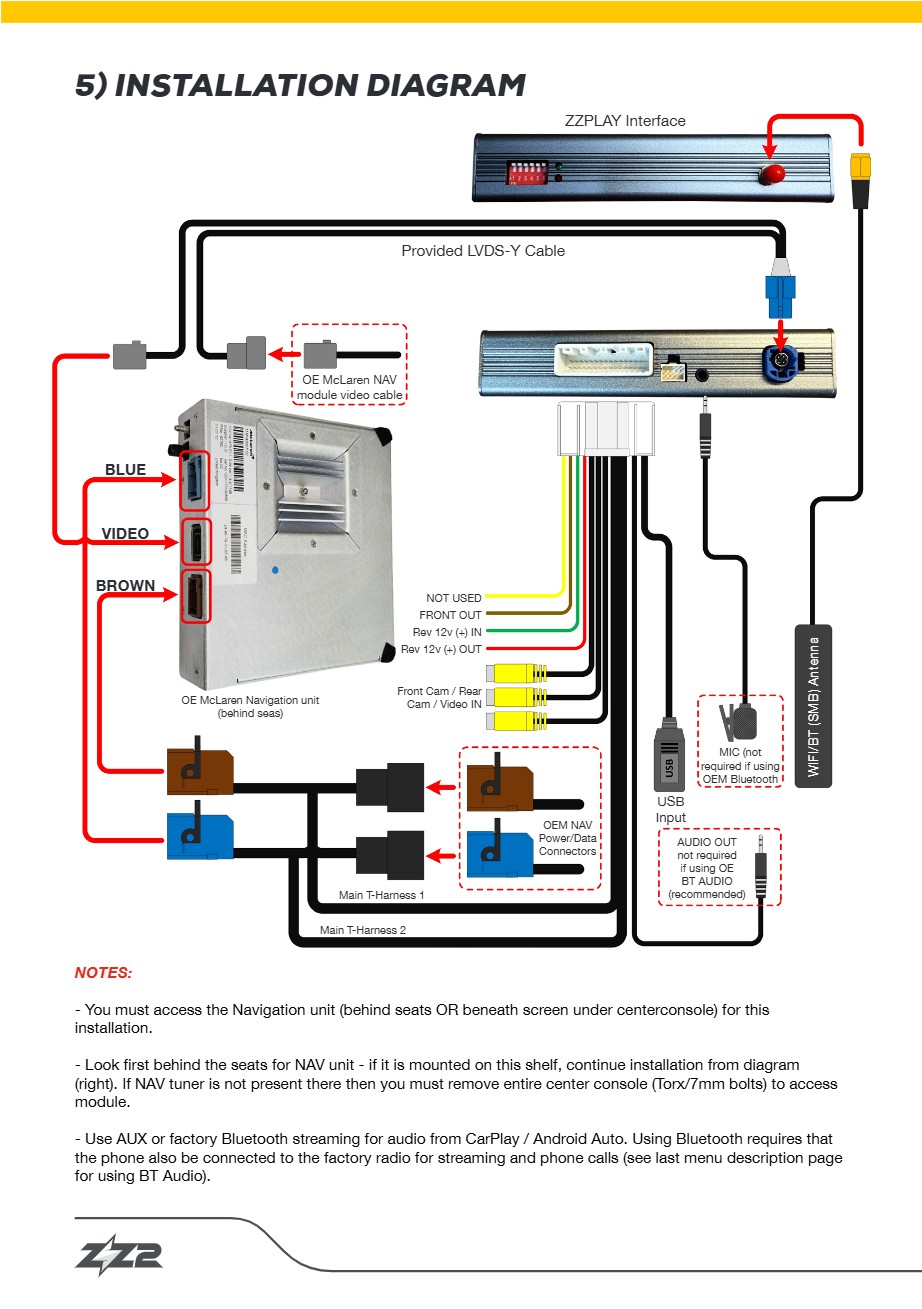 5) INSTALLATION DIAGRAM
ZZPLAY Interface
Provided LVDS-Y Cable
OE McLaren NAV
module video cable
BLUE
VIDEO
BROWN
NOT USED
FRONT OUT
Rev 12v (+) IN
Rev 12v (+) OUT
OE McLaren Navigation unit
(behind seas)
Front Cam / Rear
Cam / Video IN
WIFI/BT (SMB) Antenna
MIC (not
required if using
OEM Bluetooth
USB
USB
Input
OEM NAV
Power/Data
Connectors
AUDIO OUT
not required
if using OE
BT AUDIO
(recommended)
Main T-Harness 1
Main T-Harness 2
NOTES:
- You must access the Navigation unit (behind seats OR beneath screen under centerconsole) for this
installation.
- Look first behind the seats for NAV unit - if it is mounted on this shelf, continue installation from diagram
(right). If NAV tuner is not present there then you must remove entire center console (Torx/7mm bolts) to access
module.
- Use AUX or factory Bluetooth streaming for audio from CarPlay / Android Auto. Using Bluetooth requires that
the phone also be connected to the factory radio for streaming and phone calls (see last menu description page
for using BT Audio).
ZZ2